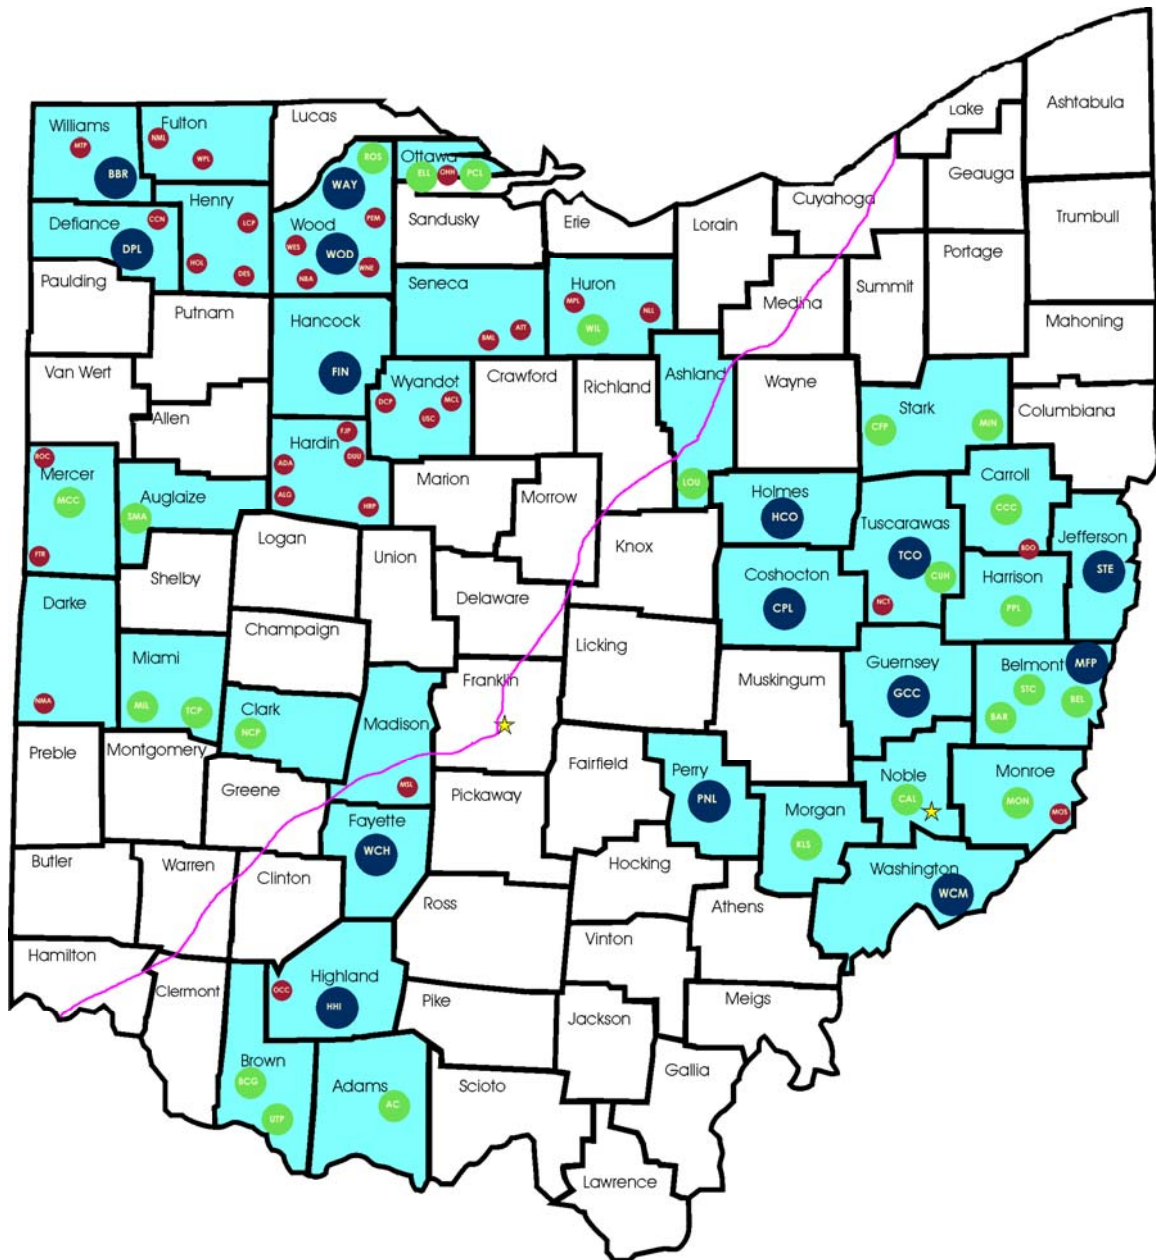 Lake
Ashtabula
Williams
Fulton
Lucas
MTP
NML
WPL
BBR
ROS
Ottawa
ELL
OHH
PCL
WAY
Geauga
Defiance
CCN
DPL
Henry
LCP
HOL
DES
PEM
Wood
WES
WOD
WNE
NBA
Sandusky
Erie
Lorain
Cuyahoga
Trumbull
Portage
Paulding
Putnam
Hancock
FIN
Seneca
BML
AIT
Huron
MPL
NLL
WIL
Medina
Summit
Mahoning
Van Wert
Allen
Wyandot
DCP
MCL
USC
Crawford
Richland
Ashland
LOU
Wayne
Stark
CFP
MIN
Columbiana
Hardin
FJP
DUU
ADA
ALG
HRP
Marion
Morrow
Mercer
ROC
MCC
FTR
Auglaize
SMA
Holmes
HCO
Tuscarawas
TCO
CUH
NCT
Carroll
CCC
BDO
Jefferson
STE
Logan
Union
Knox
Shelby
Coshocton
CPL
Harrison
PPL
Darke
NMA
Delaware
Champaign
Licking
Miami
MIL
TCP
Franklin
Muskingum
Guernsey
GCC
Belmont
MFP
STC
BEL
BAR
Clark
NCP
Madison
MSL
Preble
Montgomery
Greene
Pickaway
Fairfield
Perry
PNL
Noble
CAL
Monroe
MON
MOS
Morgan
KLS
Fayette
WCH
Butler
Warren
Clinton
Hocking
Washington
WCM
Ross
Athens
Hamilton
Vinton
Clermont
OCC
Highland
HHI
Pike
Jackson
Meigs
Brown
BCG
UTP
Adams
AC
Scioto
Gallia
Lawrence